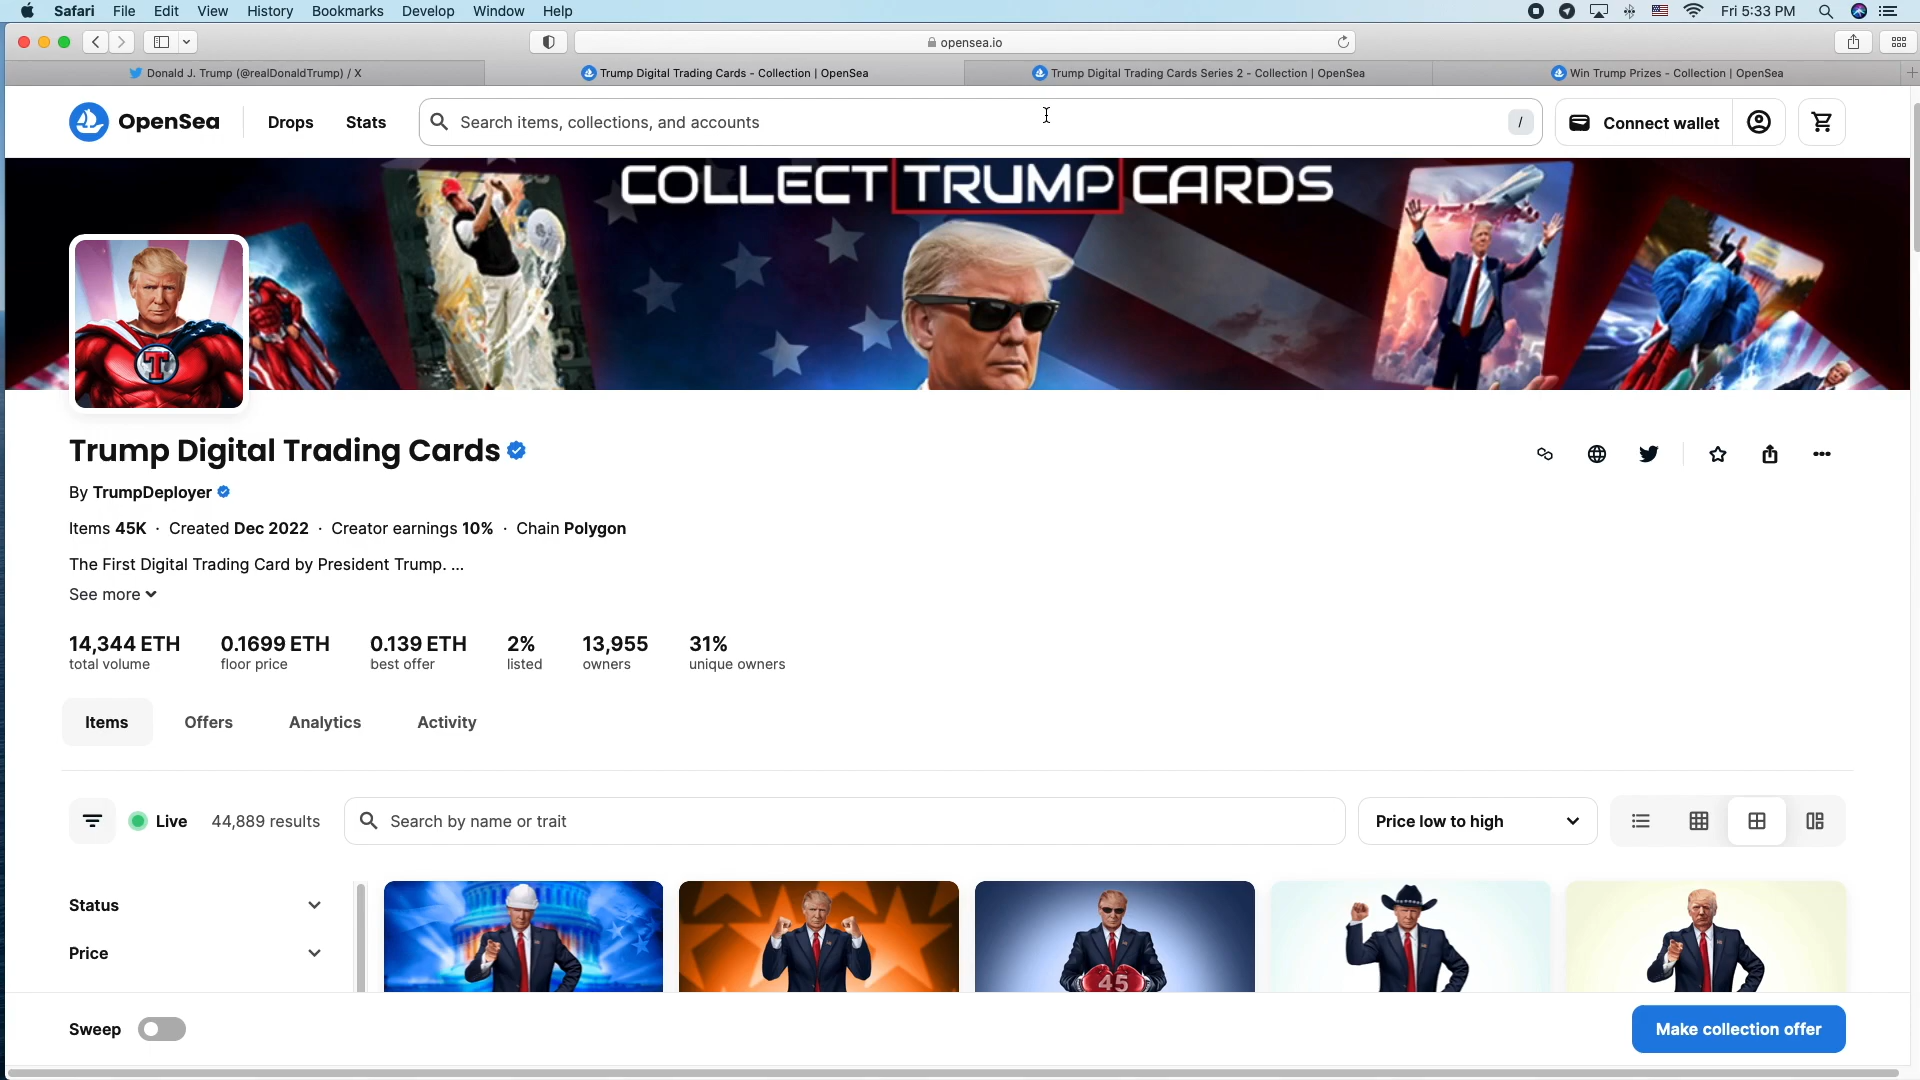 Safari File Edit View History Bookmarks Develop Window Help Fri 5:33 PM
opensea.io
Donald J. Trump (@realDonaldTrump) / X
Trump Digital Trading Cards - Collection | OpenSea
Trump Digital Trading Cards Series 2 - Collection | OpenSea
Win Trump Prizes - Collection | OpenSea
OpenSea Drops Stats Search items, collections, and accounts / Connect wallet
COLLECT TRUMP CARDS
T
Trump Digital Trading Cards
By TrumpDeployer
Items 45K · Created Dec 2022 · Creator earnings 10% · Chain Polygon
The First Digital Trading Card by President Trump. ...
See more
14,344 ETH 0.1699 ETH 0.139 ETH 2% 13,955 31%
total volume floor price best offer listed owners unique owners
Items Offers Analytics Activity
Live 44,889 results Search by name or trait Price low to high
Status
Price
45
Sweep Make collection offer